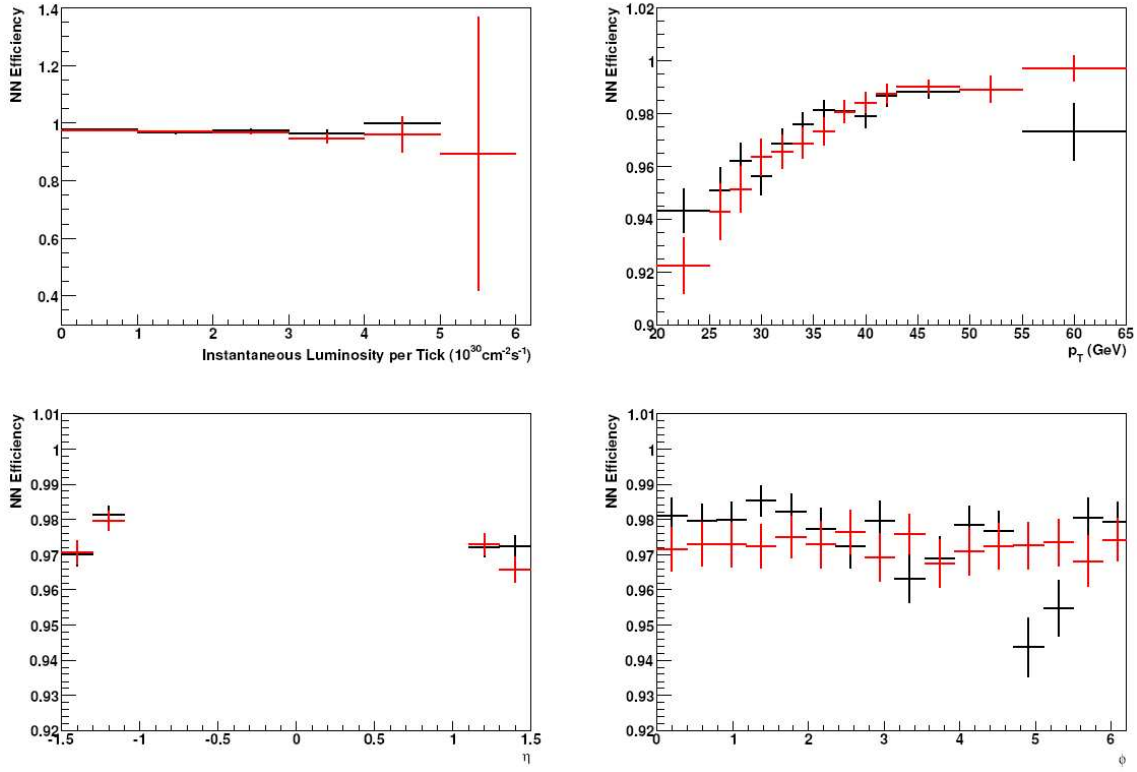 NN Efficiency
1.4
1.2
1
0.8
0.6
0.4
0 1 2 3 4 5 6
Instantaneous Luminosity per Tick (10³⁰cm⁻²s⁻¹)
NN Efficiency
1.02
1
0.98
0.96
0.94
0.92
0.9
20 25 30 35 40 45 50 55 60 65
p_T (GeV)
NN Efficiency
1.01
1
0.99
0.98
0.97
0.96
0.95
0.94
0.93
0.92
-1.5 -1 -0.5 0 0.5 1 1.5
η
NN Efficiency
1.01
1
0.99
0.98
0.97
0.96
0.95
0.94
0.93
0.92
0 1 2 3 4 5 6
ϕ